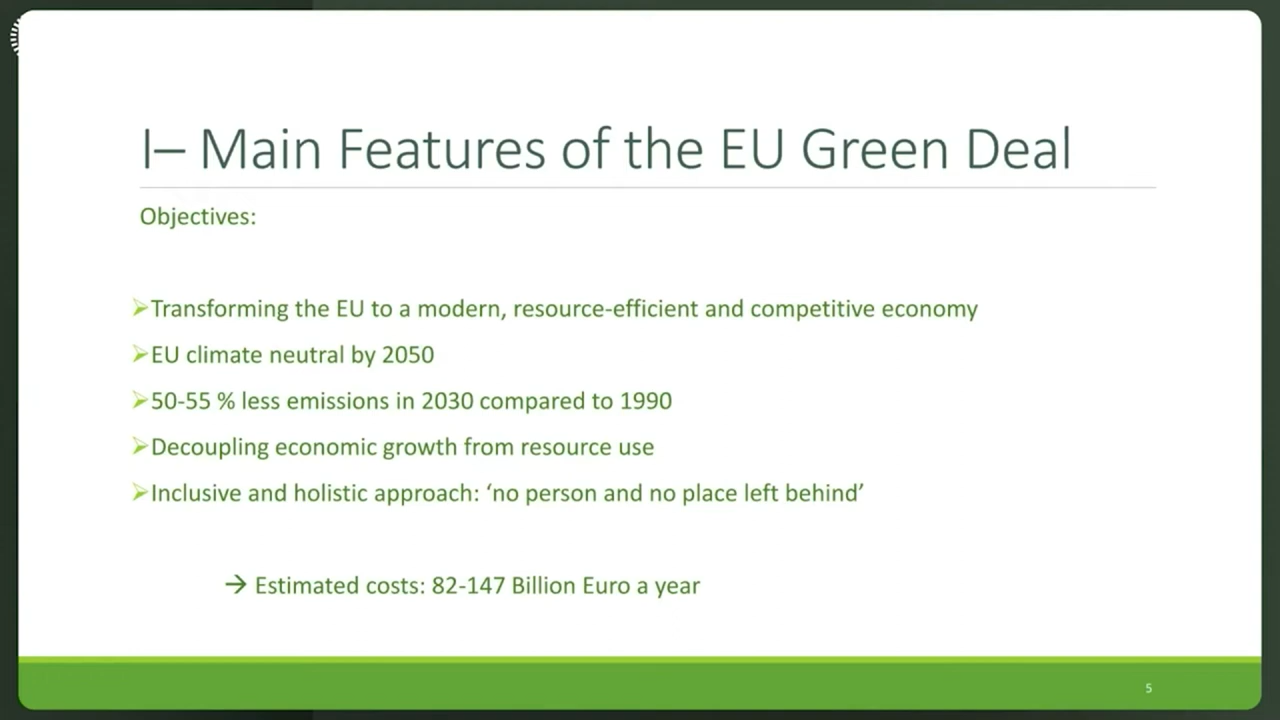 I– Main Features of the EU Green Deal
Objectives:
➢Transforming the EU to a modern, resource-efficient and competitive economy
➢EU climate neutral by 2050
➢50-55 % less emissions in 2030 compared to 1990
➢Decoupling economic growth from resource use
➢Inclusive and holistic approach: ‘no person and no place left behind’
→ Estimated costs: 82-147 Billion Euro a year
5